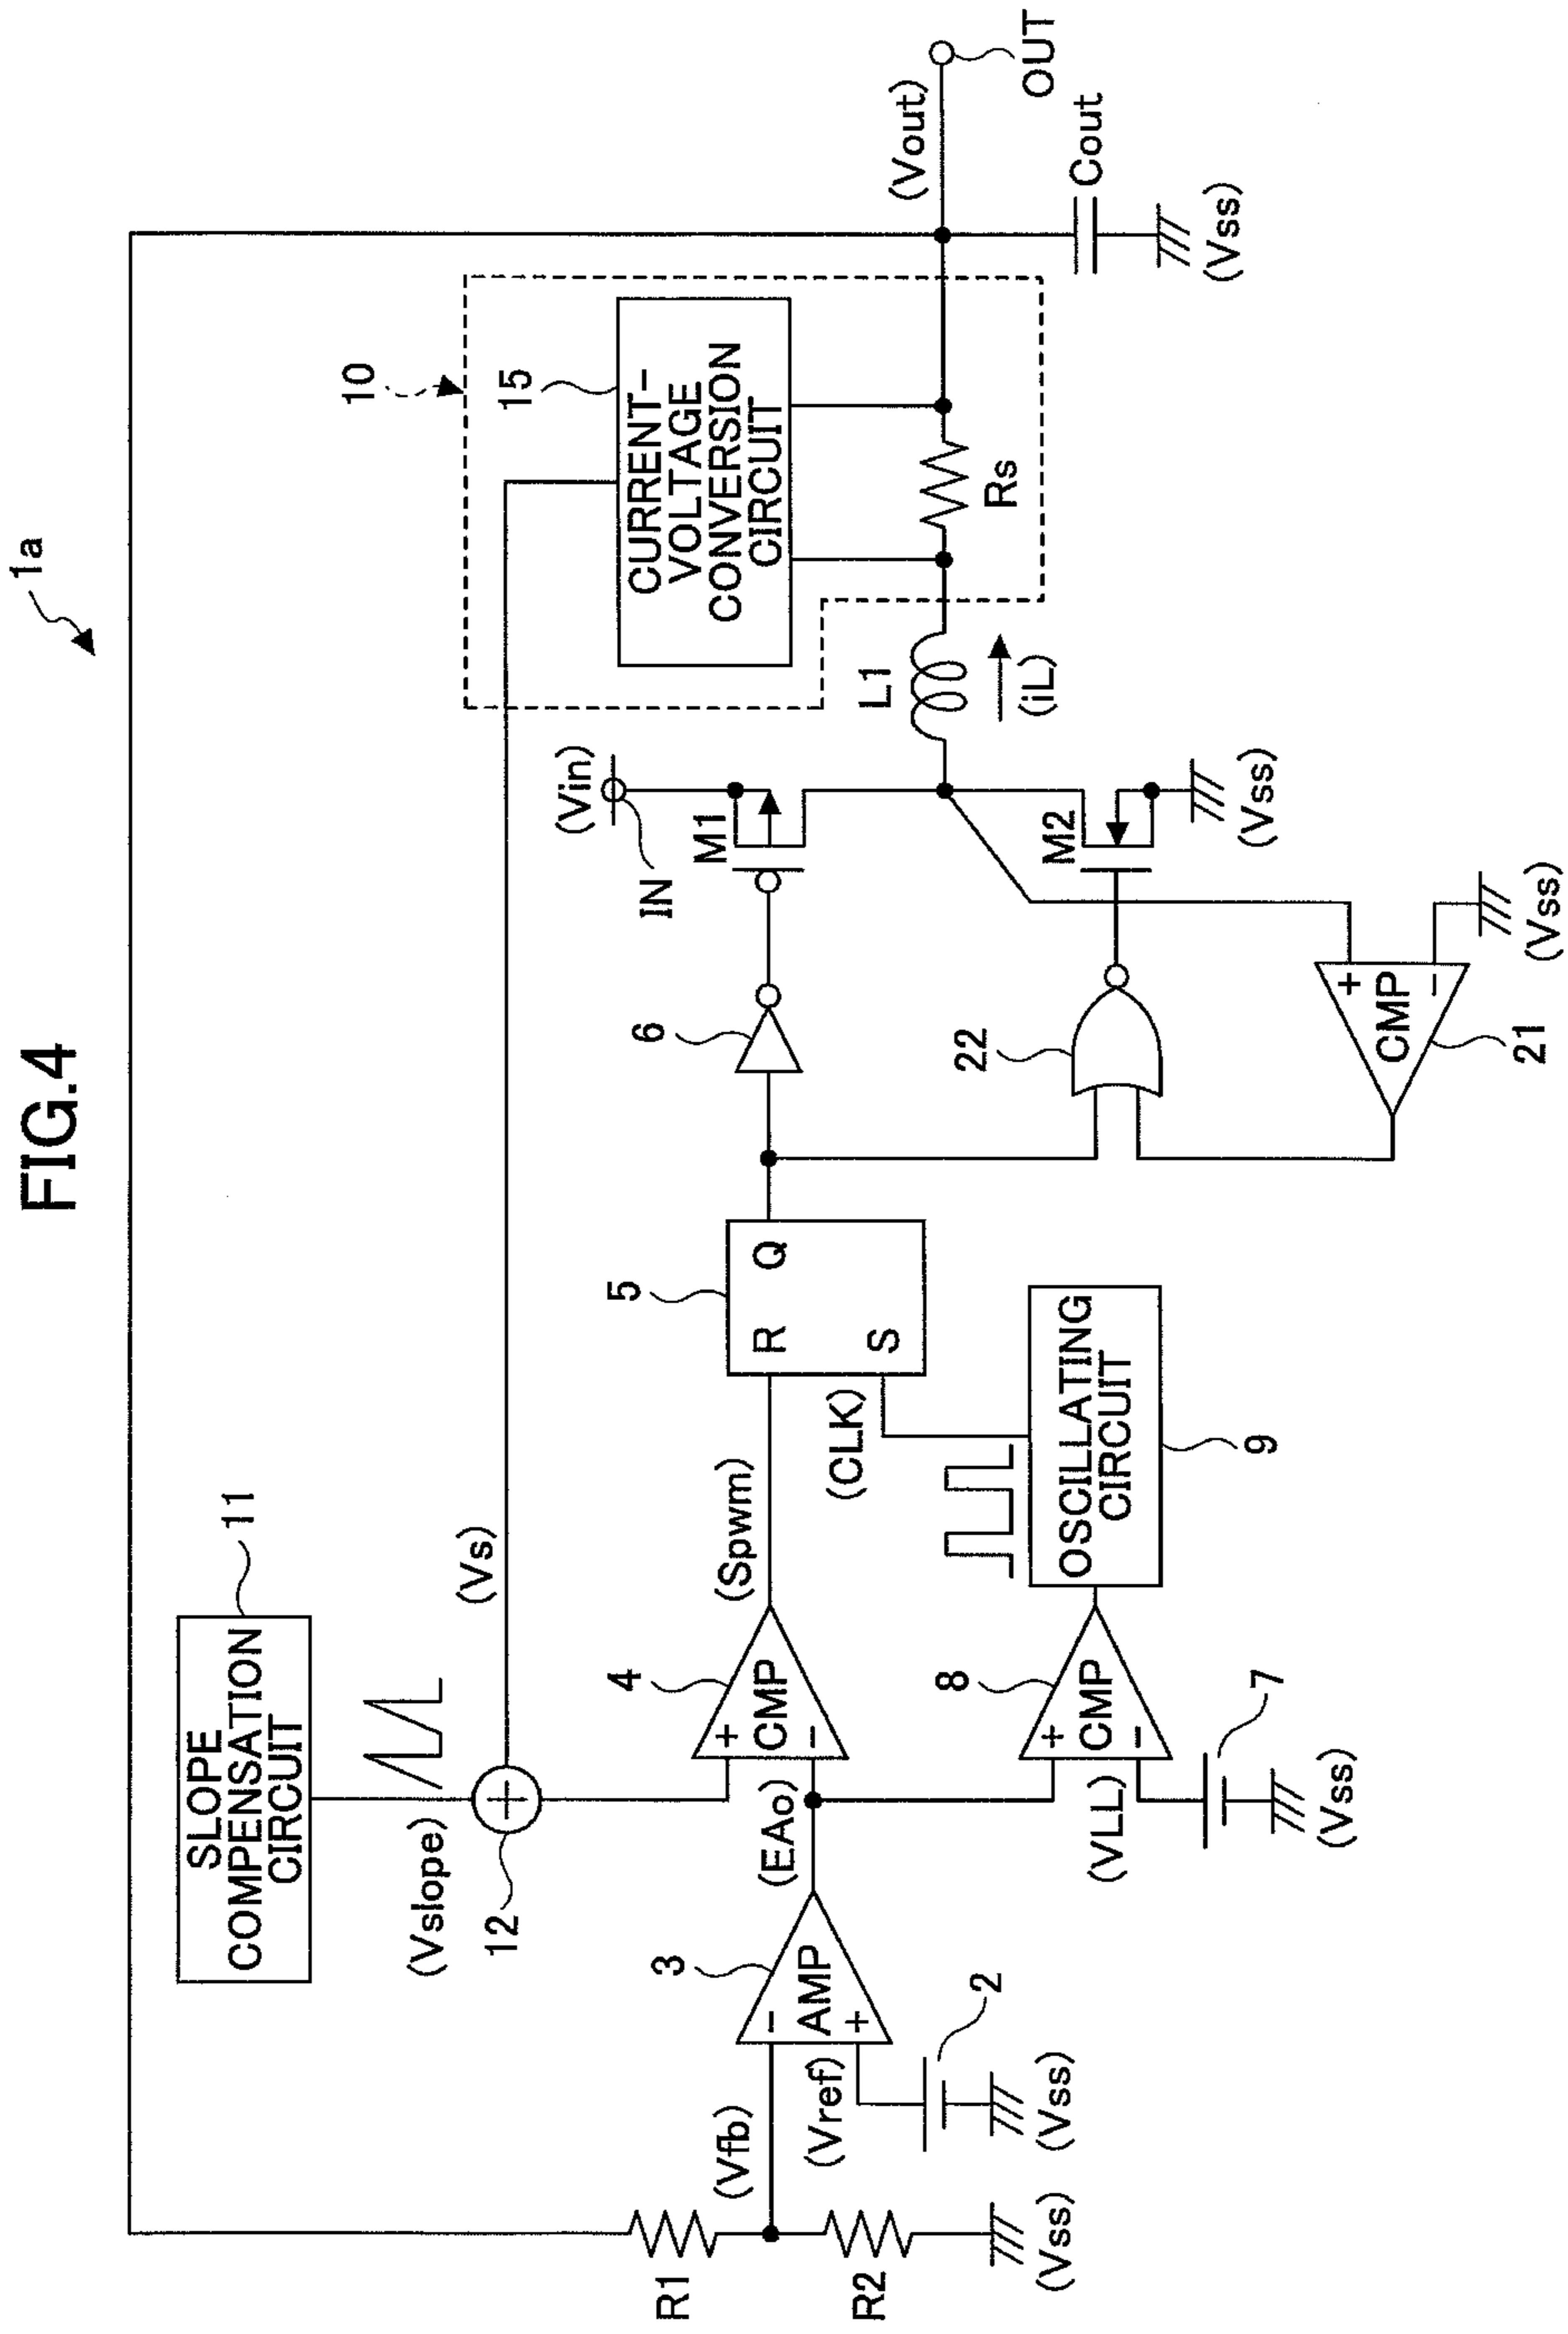 FIG.4
1a
SLOPE
COMPENSATION
CIRCUIT
11
(Vslope)
12
(Vs)
10
15
CURRENT-
VOLTAGE
CONVERSION
CIRCUIT
Rs
(Vout)
OUT
Cout
(Vss)
L1
(iL)
(Vin)
IN
M1
M2
(Vss)
6
22
+
−
CMP
21
(Vss)
5
R
Q
S
(Spwm)
(CLK)
4
+
−
CMP
(EAo)
8
+
−
CMP
(VLL)
7
(Vss)
OSCILLATING
CIRCUIT
9
3
−
+
AMP
(Vfb)
(Vref)
2
(Vss)
R1
R2
(Vss)